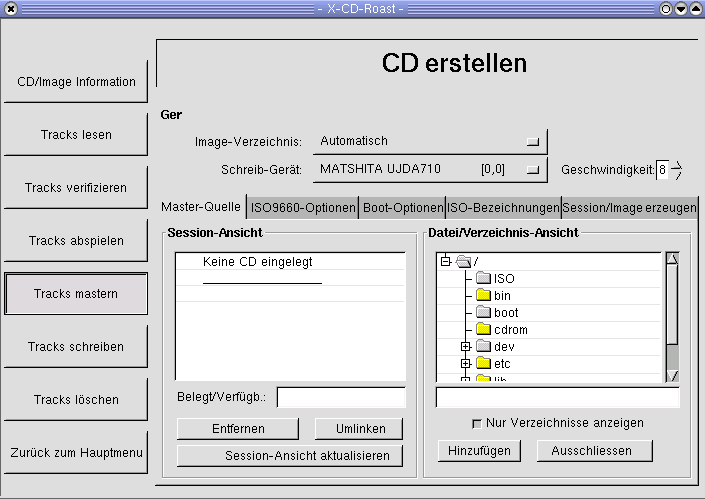 - X-CD-Roast -
CD erstellen
CD/Image Information
Tracks lesen
Tracks verifizieren
Tracks abspielen
Tracks mastern
Tracks schreiben
Tracks löschen
Zurück zum Hauptmenu
Ger
Image-Verzeichnis: Automatisch
Schreib-Gerät: MATSHITA UJDA710 [0,0] Geschwindigkeit: 8
Master-Quelle ISO9660-Optionen Boot-Optionen ISO-Bezeichnungen Session/Image erzeugen
Session-Ansicht
Keine CD eingelegt
Belegt/Verfügb.:
Entfernen Umlinken
Session-Ansicht aktualisieren
Datei/Verzeichnis-Ansicht
/
ISO
bin
boot
cdrom
dev
etc
lib
Nur Verzeichnisse anzeigen
Hinzufügen Ausschliessen